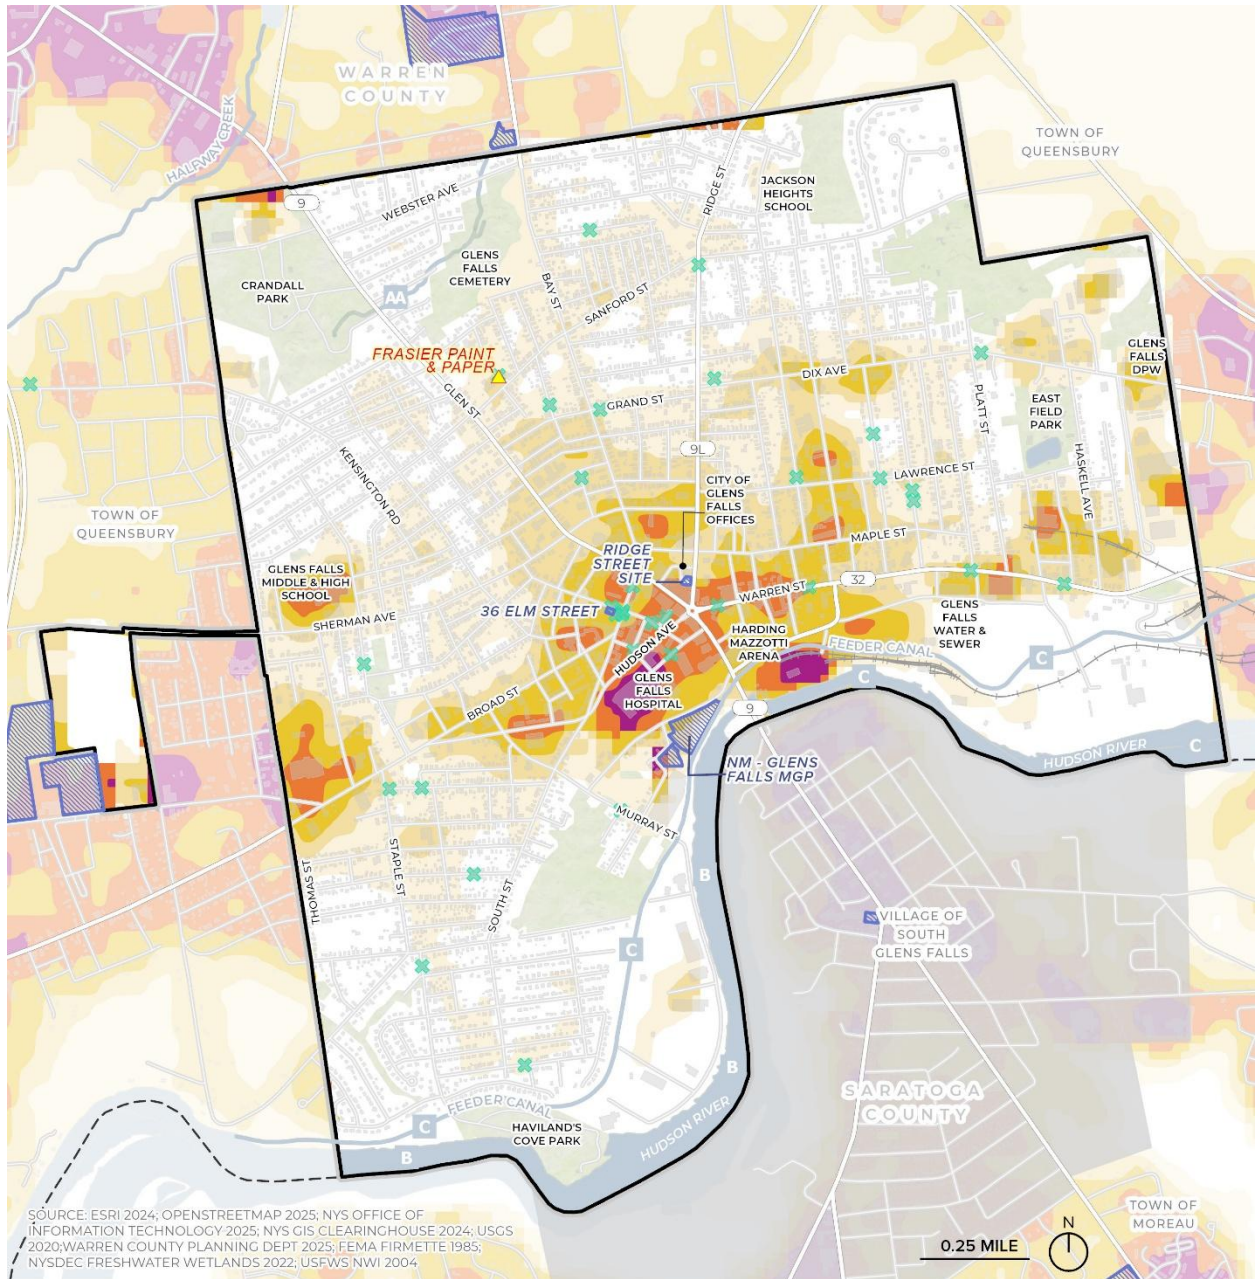 WARREN
COUNTY
HALFWAY CREEK
TOWN OF
QUEENSBURY
RIDGE ST
JACKSON
HEIGHTS
SCHOOL
9
WEBSTER AVE
GLENS
FALLS
CEMETERY
CRANDALL
PARK
AA
BAY ST
SANFORD ST
FRASIER PAINT
& PAPER
GLEN ST
GRAND ST
DIX AVE
GLENS
FALLS
DPW
PLATT ST
EAST
FIELD
PARK
HASKELL AVE
9L
KENSINGTON RD
LAWRENCE ST
CITY OF
GLENS
FALLS
OFFICES
TOWN OF
QUEENSBURY
MAPLE ST
RIDGE
STREET
SITE
GLENS FALLS
MIDDLE & HIGH
SCHOOL
32
WARREN ST
36 ELM STREET
SHERMAN AVE
HUDSON AVE
HARDING
MAZZOTTI
ARENA
GLENS
FALLS
WATER &
SEWER
FEEDER CANAL
C
GLENS
FALLS
HOSPITAL
C
BROAD ST
9
NM - GLENS
FALLS MGP
HUDSON RIVER
C
MURRAY ST
THOMAS ST
STAPLE ST
SOUTH ST
B
C
VILLAGE OF
SOUTH
GLENS FALLS
B
SARATOGA
COUNTY
FEEDER CANAL
C
HAVILAND'S
COVE PARK
HUDSON RIVER
B
TOWN OF
MOREAU
SOURCE: ESRI 2024; OPENSTREETMAP 2025; NYS OFFICE OF
INFORMATION TECHNOLOGY 2025; NYS GIS CLEARINGHOUSE 2024; USGS
2020;WARREN COUNTY PLANNING DEPT 2025; FEMA FIRMETTE 1985;
NYSDEC FRESHWATER WETLANDS 2022; USFWS NWI 2004
0.25 MILE
N